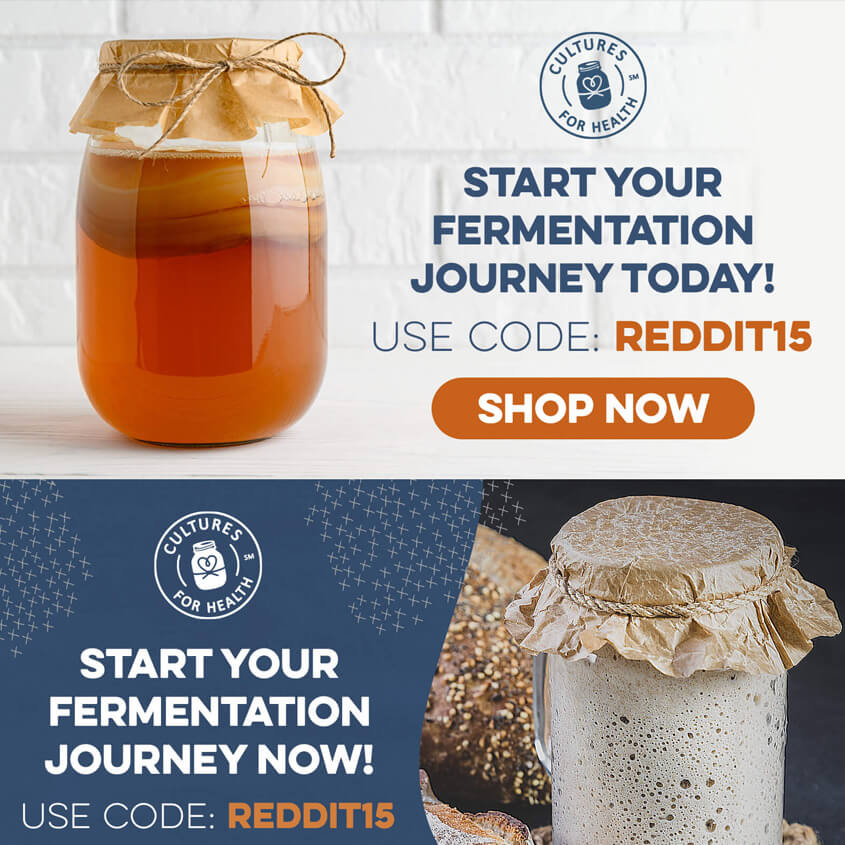 CULTURES
SM
FOR HEALTH
START YOUR
FERMENTATION
JOURNEY TODAY!
USE CODE: REDDIT15
SHOP NOW
CULTURES
SM
FOR HEALTH
START YOUR
FERMENTATION
JOURNEY NOW!
USE CODE: REDDIT15